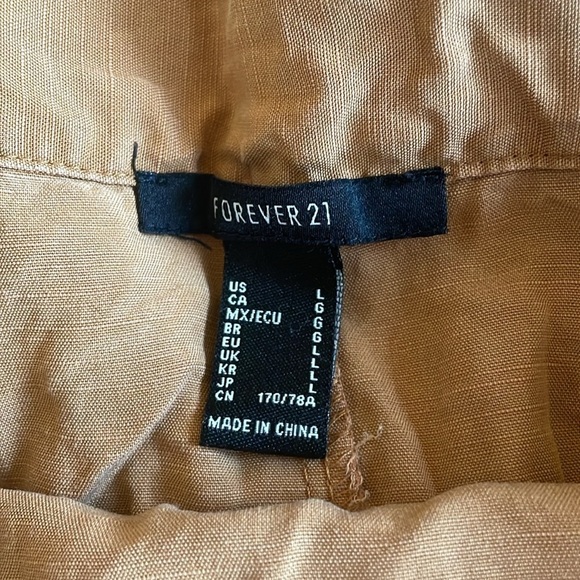 FOREVER 21
US L
CA G
MX/ECU G
BR G
EU L
UK L
KR L
JP L
CN 170/78A
MADE IN CHINA